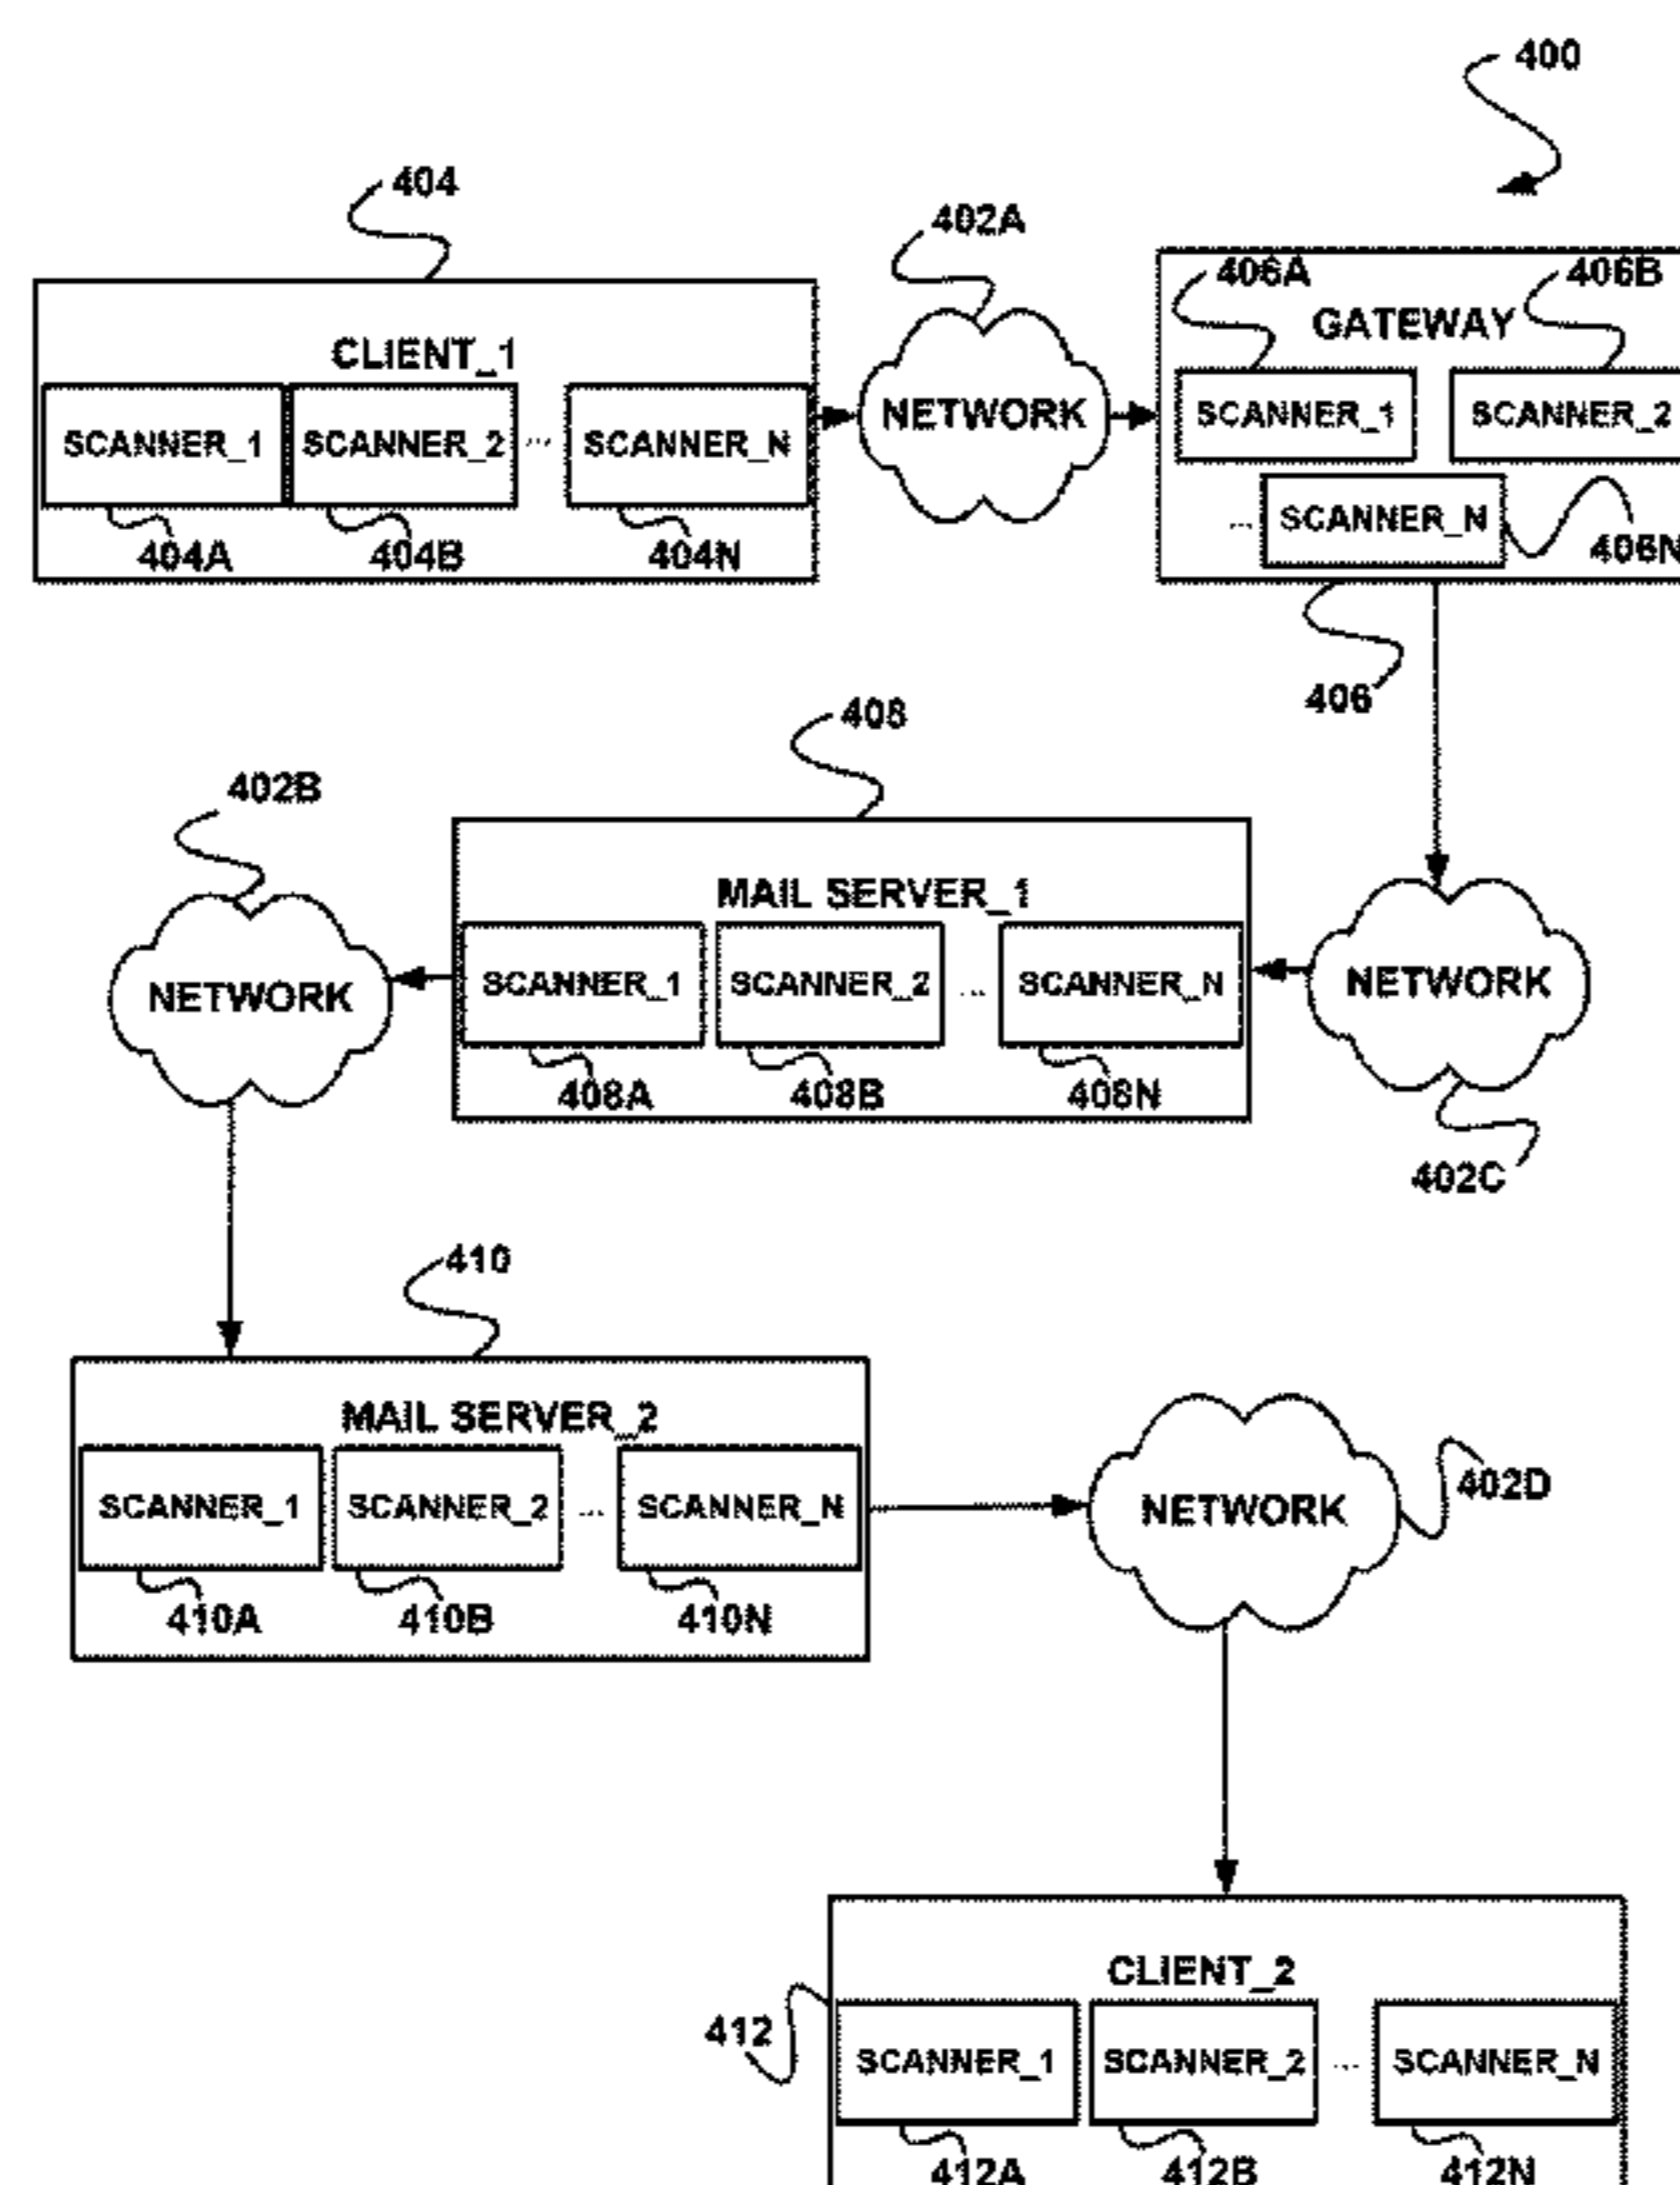 400
404
402A
406A
406B
GATEWAY
CLIENT_1
SCANNER_1
SCANNER_2
...
SCANNER_N
NETWORK
SCANNER_1
SCANNER_2
...
SCANNER_N
406N
404A
404B
404N
406
408
402B
MAIL SERVER_1
NETWORK
SCANNER_1
SCANNER_2
...
SCANNER_N
NETWORK
408A
408B
408N
402C
410
MAIL SERVER_2
SCANNER_1
SCANNER_2
...
SCANNER_N
NETWORK
402D
410A
410B
410N
CLIENT_2
412
SCANNER_1
SCANNER_2
...
SCANNER_N
412A
412B
412N